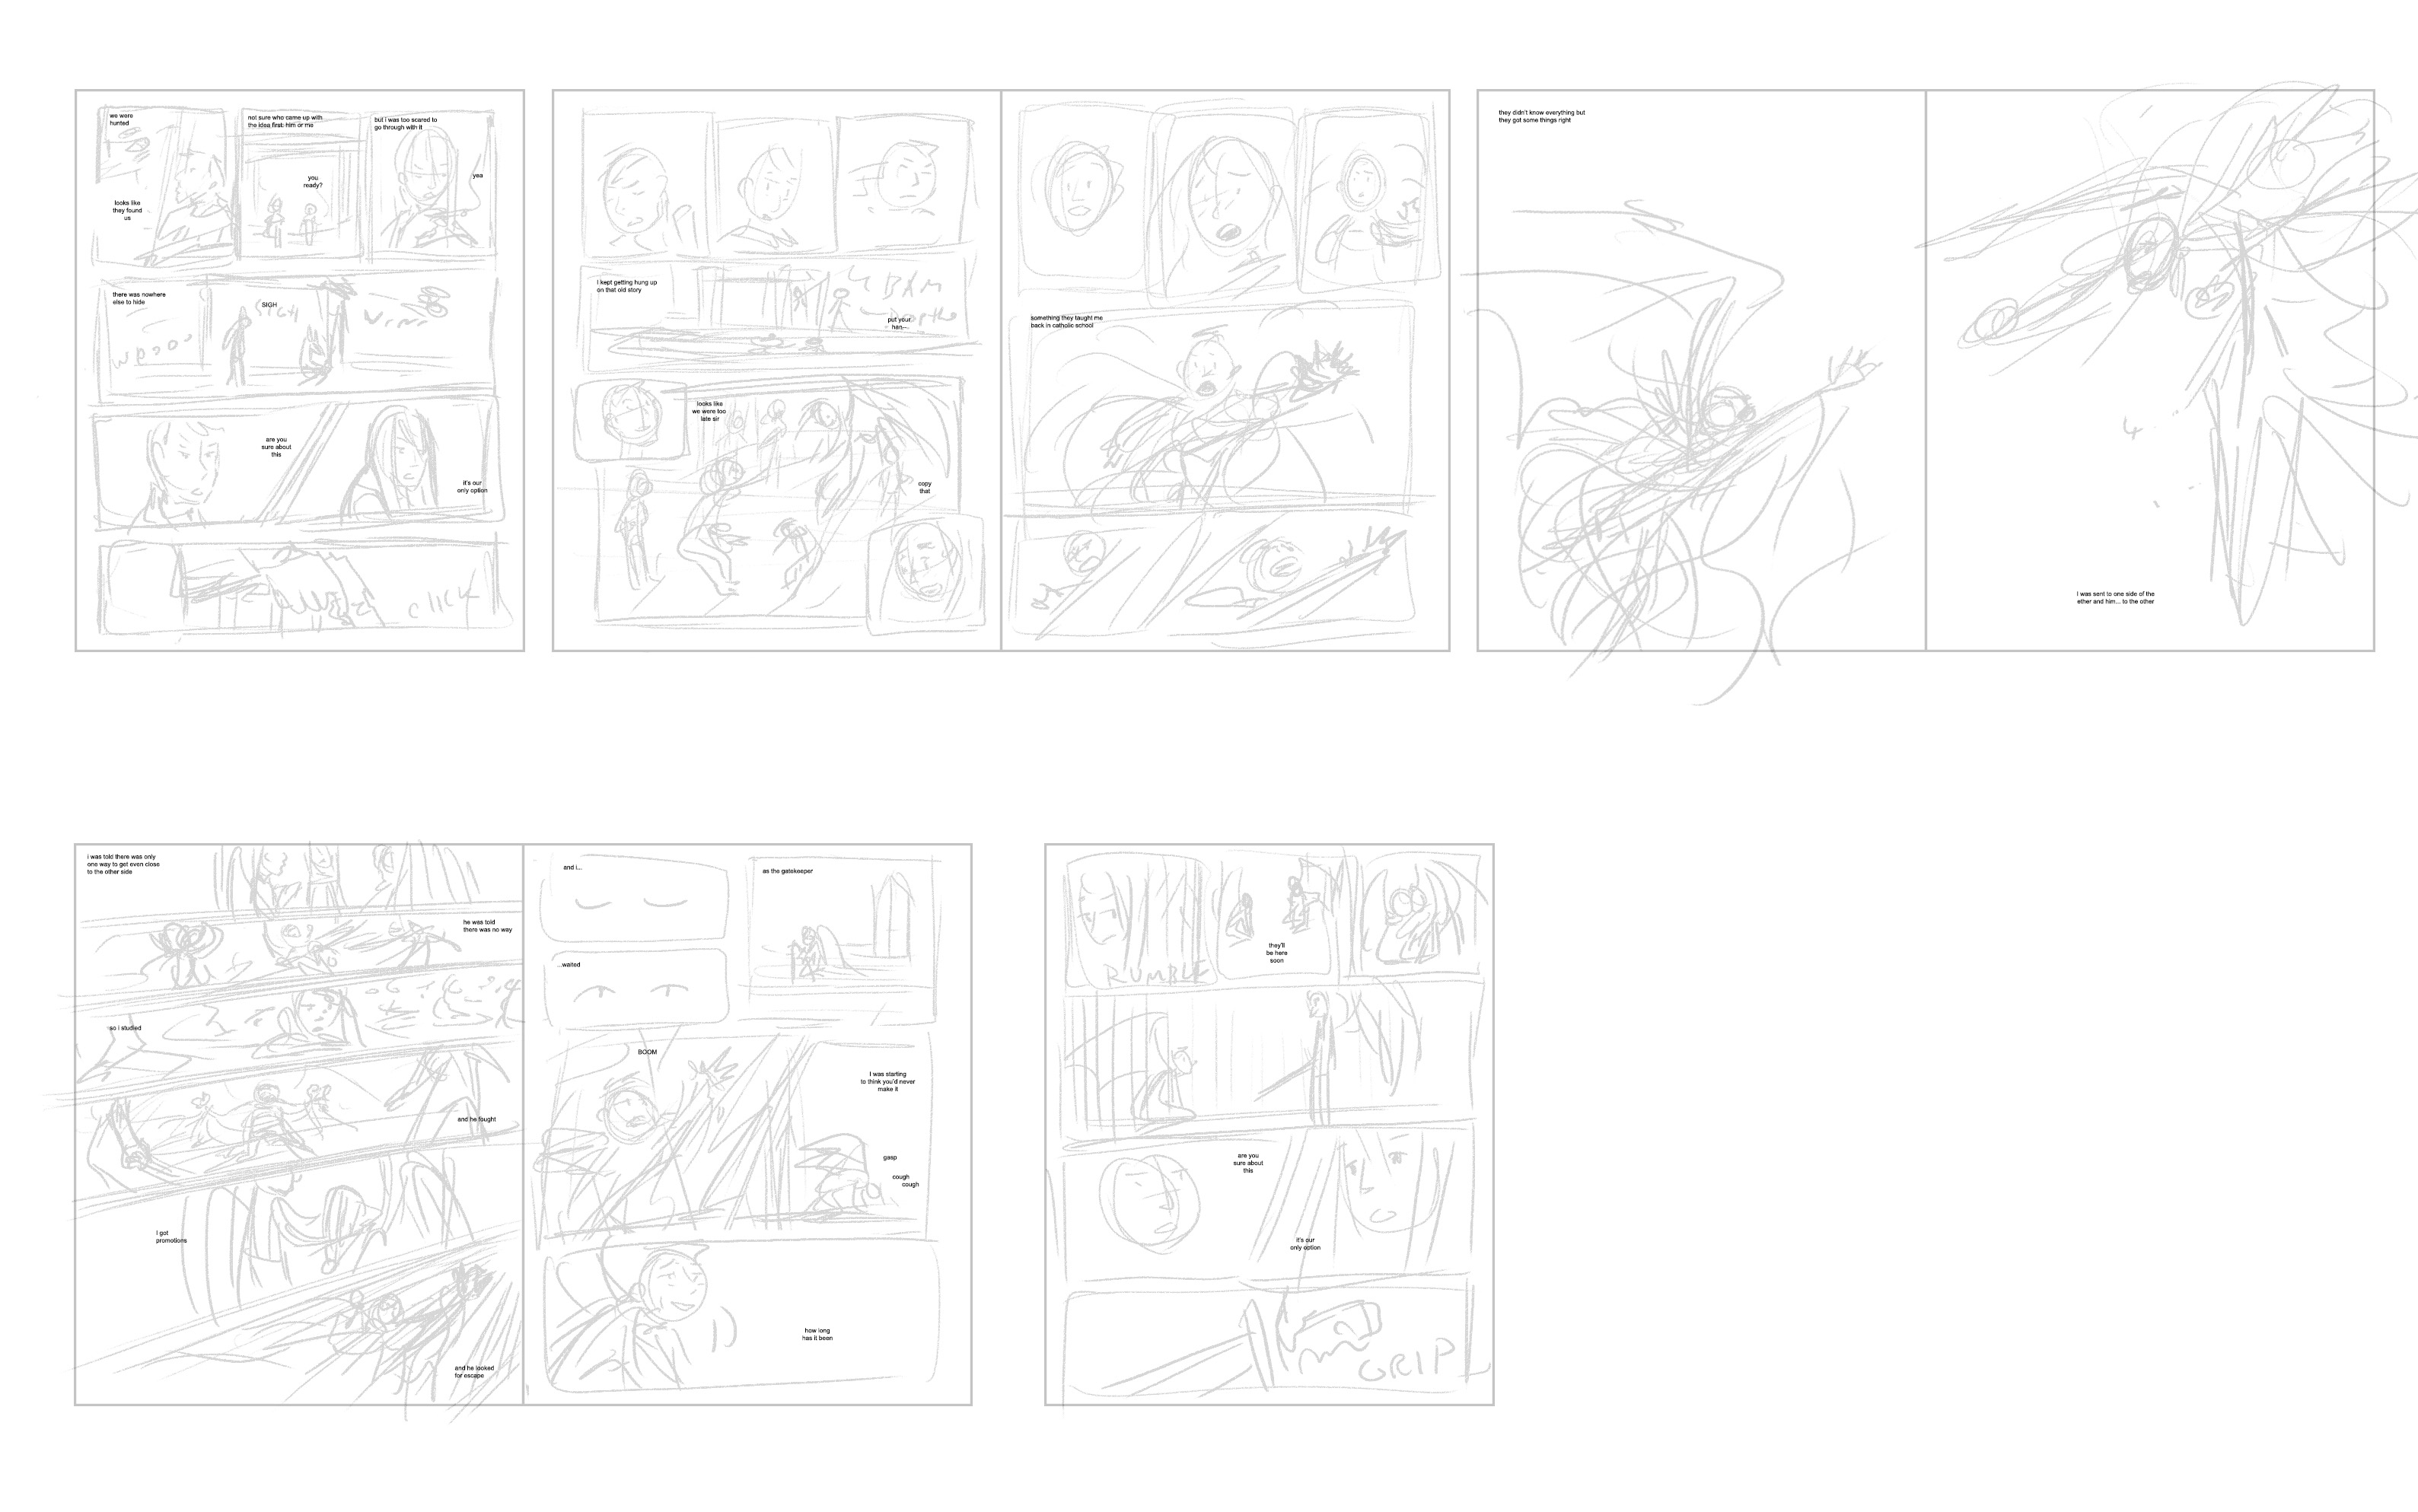 we were
hunted
looks like
they found
us
not sure who came up with
the idea first: him or me
you
ready?
but I was too scared to
go through with it
yea
there was nowhere
else to hide
SIGH
SIGH
are you
sure about
this
it's our
only option
CLICK
I kept getting hung up
on that old story
BAM
put your
han--
looks like
we were too
late sir
copy
that
something they taught me
back in catholic school
they didn't know everything but
they got some things right
I was sent to one side of the
ether and him... to the other
i was told there was only
one way to get even close
to the other side
he was told
there was no way
so i studied
and he fought
I got
promotions
and he looked
for escape
and i...
...waited
as the gatekeeper
BOOM
I was starting
to think you'd never
make it
gasp
cough
cough
how long
has it been
RUMBLE
they'll
be here
soon
are you
sure about
this
it's our
only option
GRIP